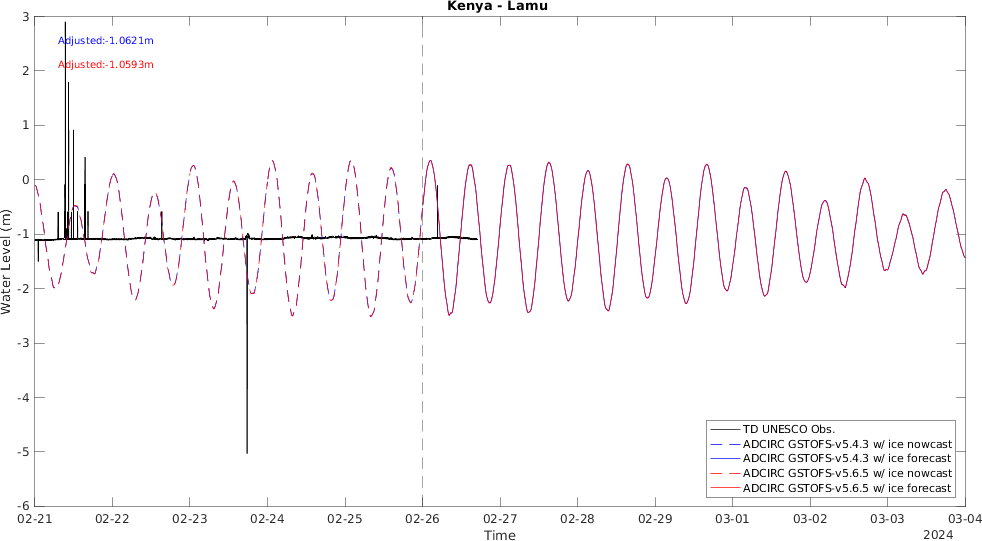 Kenya - Lamu
Adjusted:-1.0621m
Adjusted:-1.0593m
Water Level (m)
3
2
1
0
-1
-2
-3
-4
-5
-6
TD UNESCO Obs.
ADCIRC GSTOFS-v5.4.3 w/ ice nowcast
ADCIRC GSTOFS-v5.4.3 w/ ice forecast
ADCIRC GSTOFS-v5.6.5 w/ ice nowcast
ADCIRC GSTOFS-v5.6.5 w/ ice forecast
02-21 02-22 02-23 02-24 02-25 02-26 02-27 02-28 02-29 03-01 03-02 03-03 03-04
Time
2024